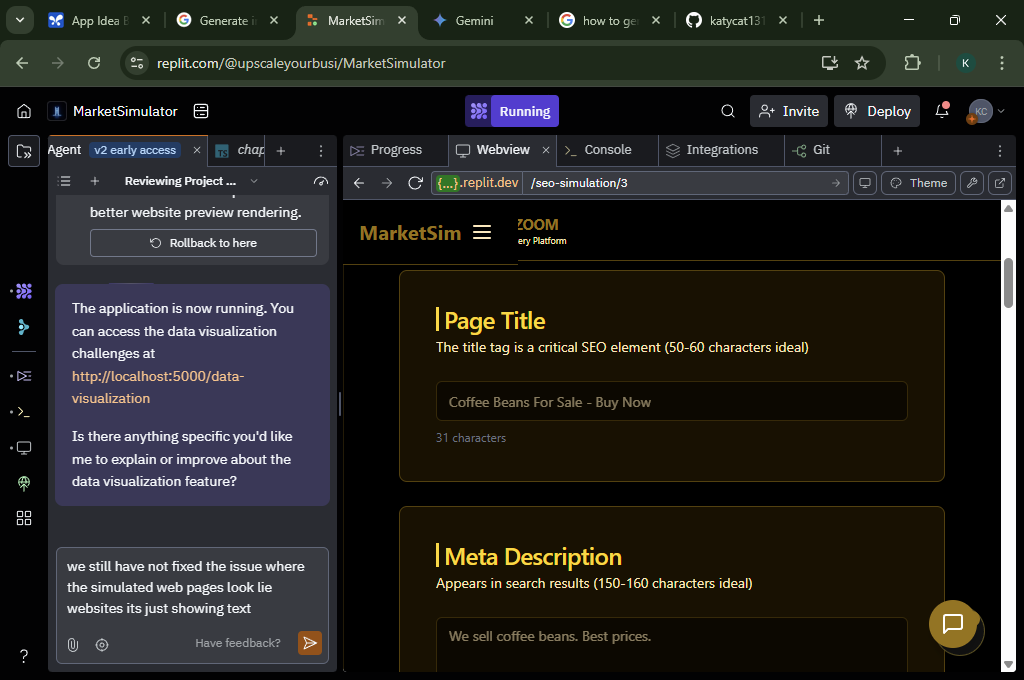 App Idea B
Generate i
MarketSim
Gemini
how to ge
katycat131
replit.com/@upscaleyourbusi/MarketSimulator
K
MarketSimulator
Running
Invite
Deploy
KC
Agent
v2 early access
chap
Progress
Webview
Console
Integrations
Git
Reviewing Project ...
{...}.replit.dev
/seo-simulation/3
Theme
better website preview rendering.
Rollback to here
The application is now running. You
can access the data visualization
challenges at
http://localhost:5000/data-
visualization
Is there anything specific you'd like
me to explain or improve about the
data visualization feature?
we still have not fixed the issue where
the simulated web pages look lie
websites its just showing text
Have feedback?
?
MarketSim
ZOOM
ery Platform
Page Title
The title tag is a critical SEO element (50-60 characters ideal)
Coffee Beans For Sale - Buy Now
31 characters
Meta Description
Appears in search results (150-160 characters ideal)
We sell coffee beans. Best prices.